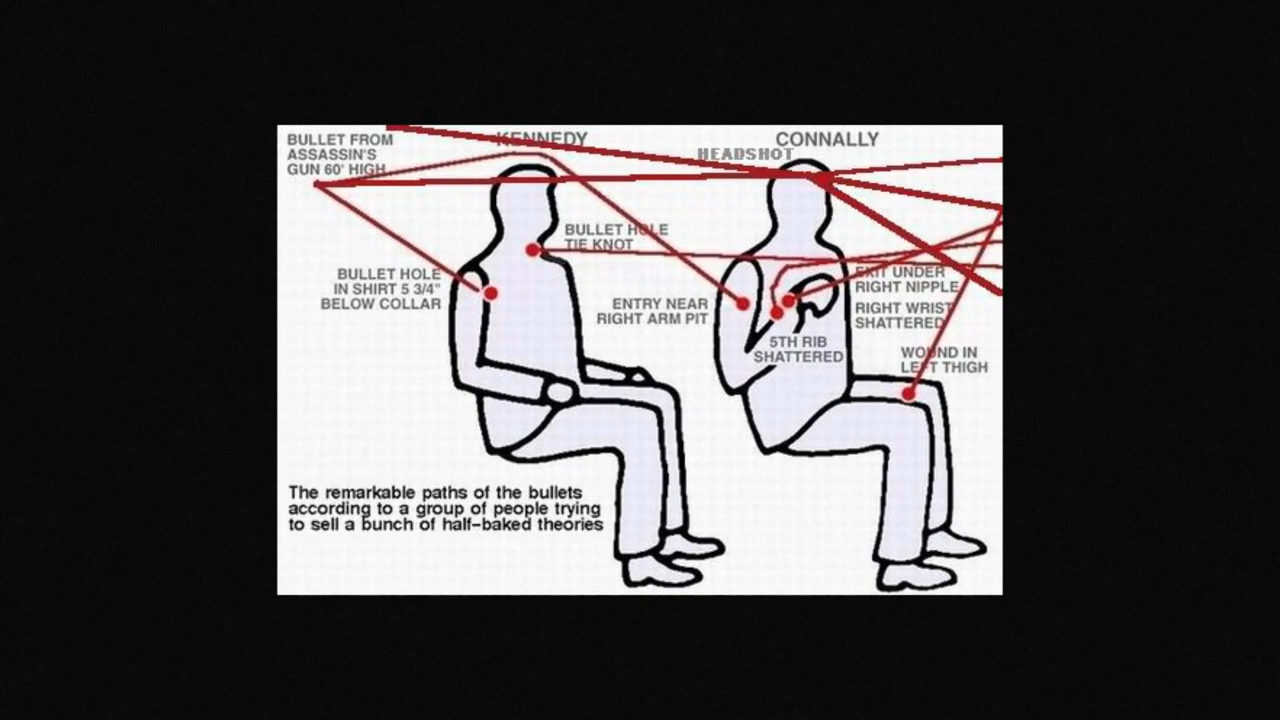 BULLET FROM
ASSASSIN'S
GUN 60' HIGH
KENNEDY
CONNALLY
HEADSHOT
BULLET HOLE
TIE KNOT
BULLET HOLE
IN SHIRT 5 3/4"
BELOW COLLAR
ENTRY NEAR
RIGHT ARM PIT
EXIT UNDER
RIGHT NIPPLE
RIGHT WRIST
SHATTERED
5TH RIB
SHATTERED
WOUND IN
LEFT THIGH
The remarkable paths of the bullets
according to a group of people trying
to sell a bunch of half-baked theories